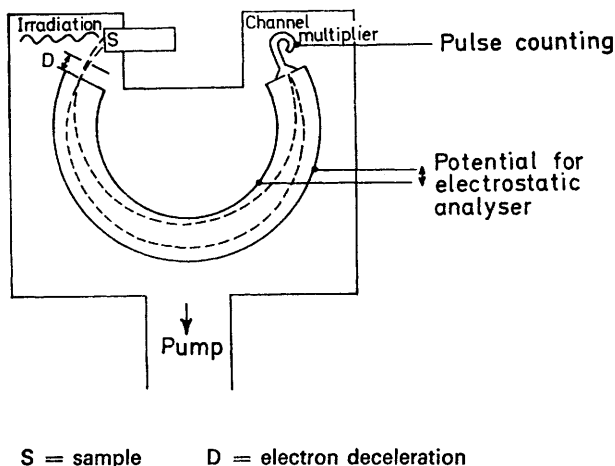 Irradiation
S
D
Channel
multiplier
Pulse counting
Potential for
electrostatic
analyser
Pump
S = sample D = electron deceleration